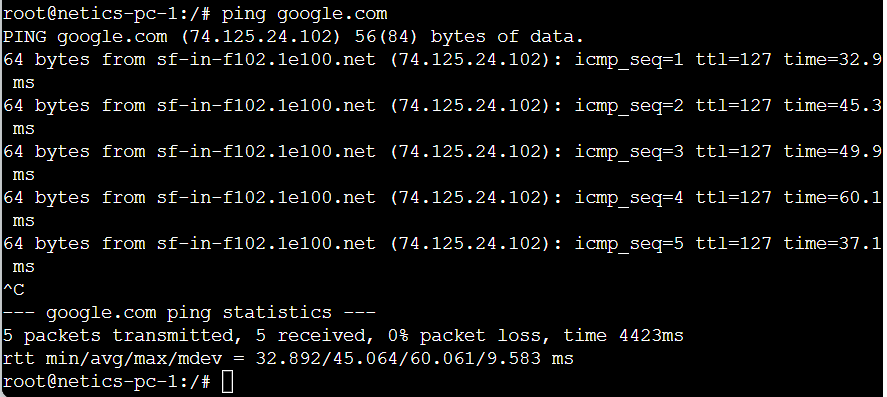 root@netics-pc-1:/# ping google.com
PING google.com (74.125.24.102) 56(84) bytes of data.
64 bytes from sf-in-f102.1e100.net (74.125.24.102): icmp_seq=1 ttl=127 time=32.9
 ms
64 bytes from sf-in-f102.1e100.net (74.125.24.102): icmp_seq=2 ttl=127 time=45.3
 ms
64 bytes from sf-in-f102.1e100.net (74.125.24.102): icmp_seq=3 ttl=127 time=49.9
 ms
64 bytes from sf-in-f102.1e100.net (74.125.24.102): icmp_seq=4 ttl=127 time=60.1
 ms
64 bytes from sf-in-f102.1e100.net (74.125.24.102): icmp_seq=5 ttl=127 time=37.1
 ms
^C
--- google.com ping statistics ---
5 packets transmitted, 5 received, 0% packet loss, time 4423ms
rtt min/avg/max/mdev = 32.892/45.064/60.061/9.583 ms
root@netics-pc-1:/#